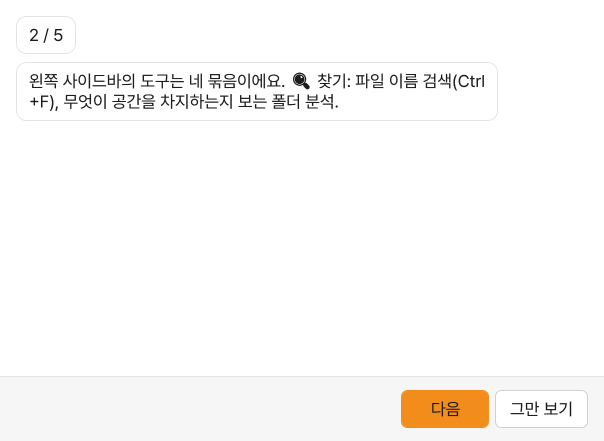 2 / 5
왼쪽 사이드바의 도구는 네 묶음이에요. 🔍 찾기: 파일 이름 검색(Ctrl
+F), 무엇이 공간을 차지하는지 보는 폴더 분석.
다음
그만 보기